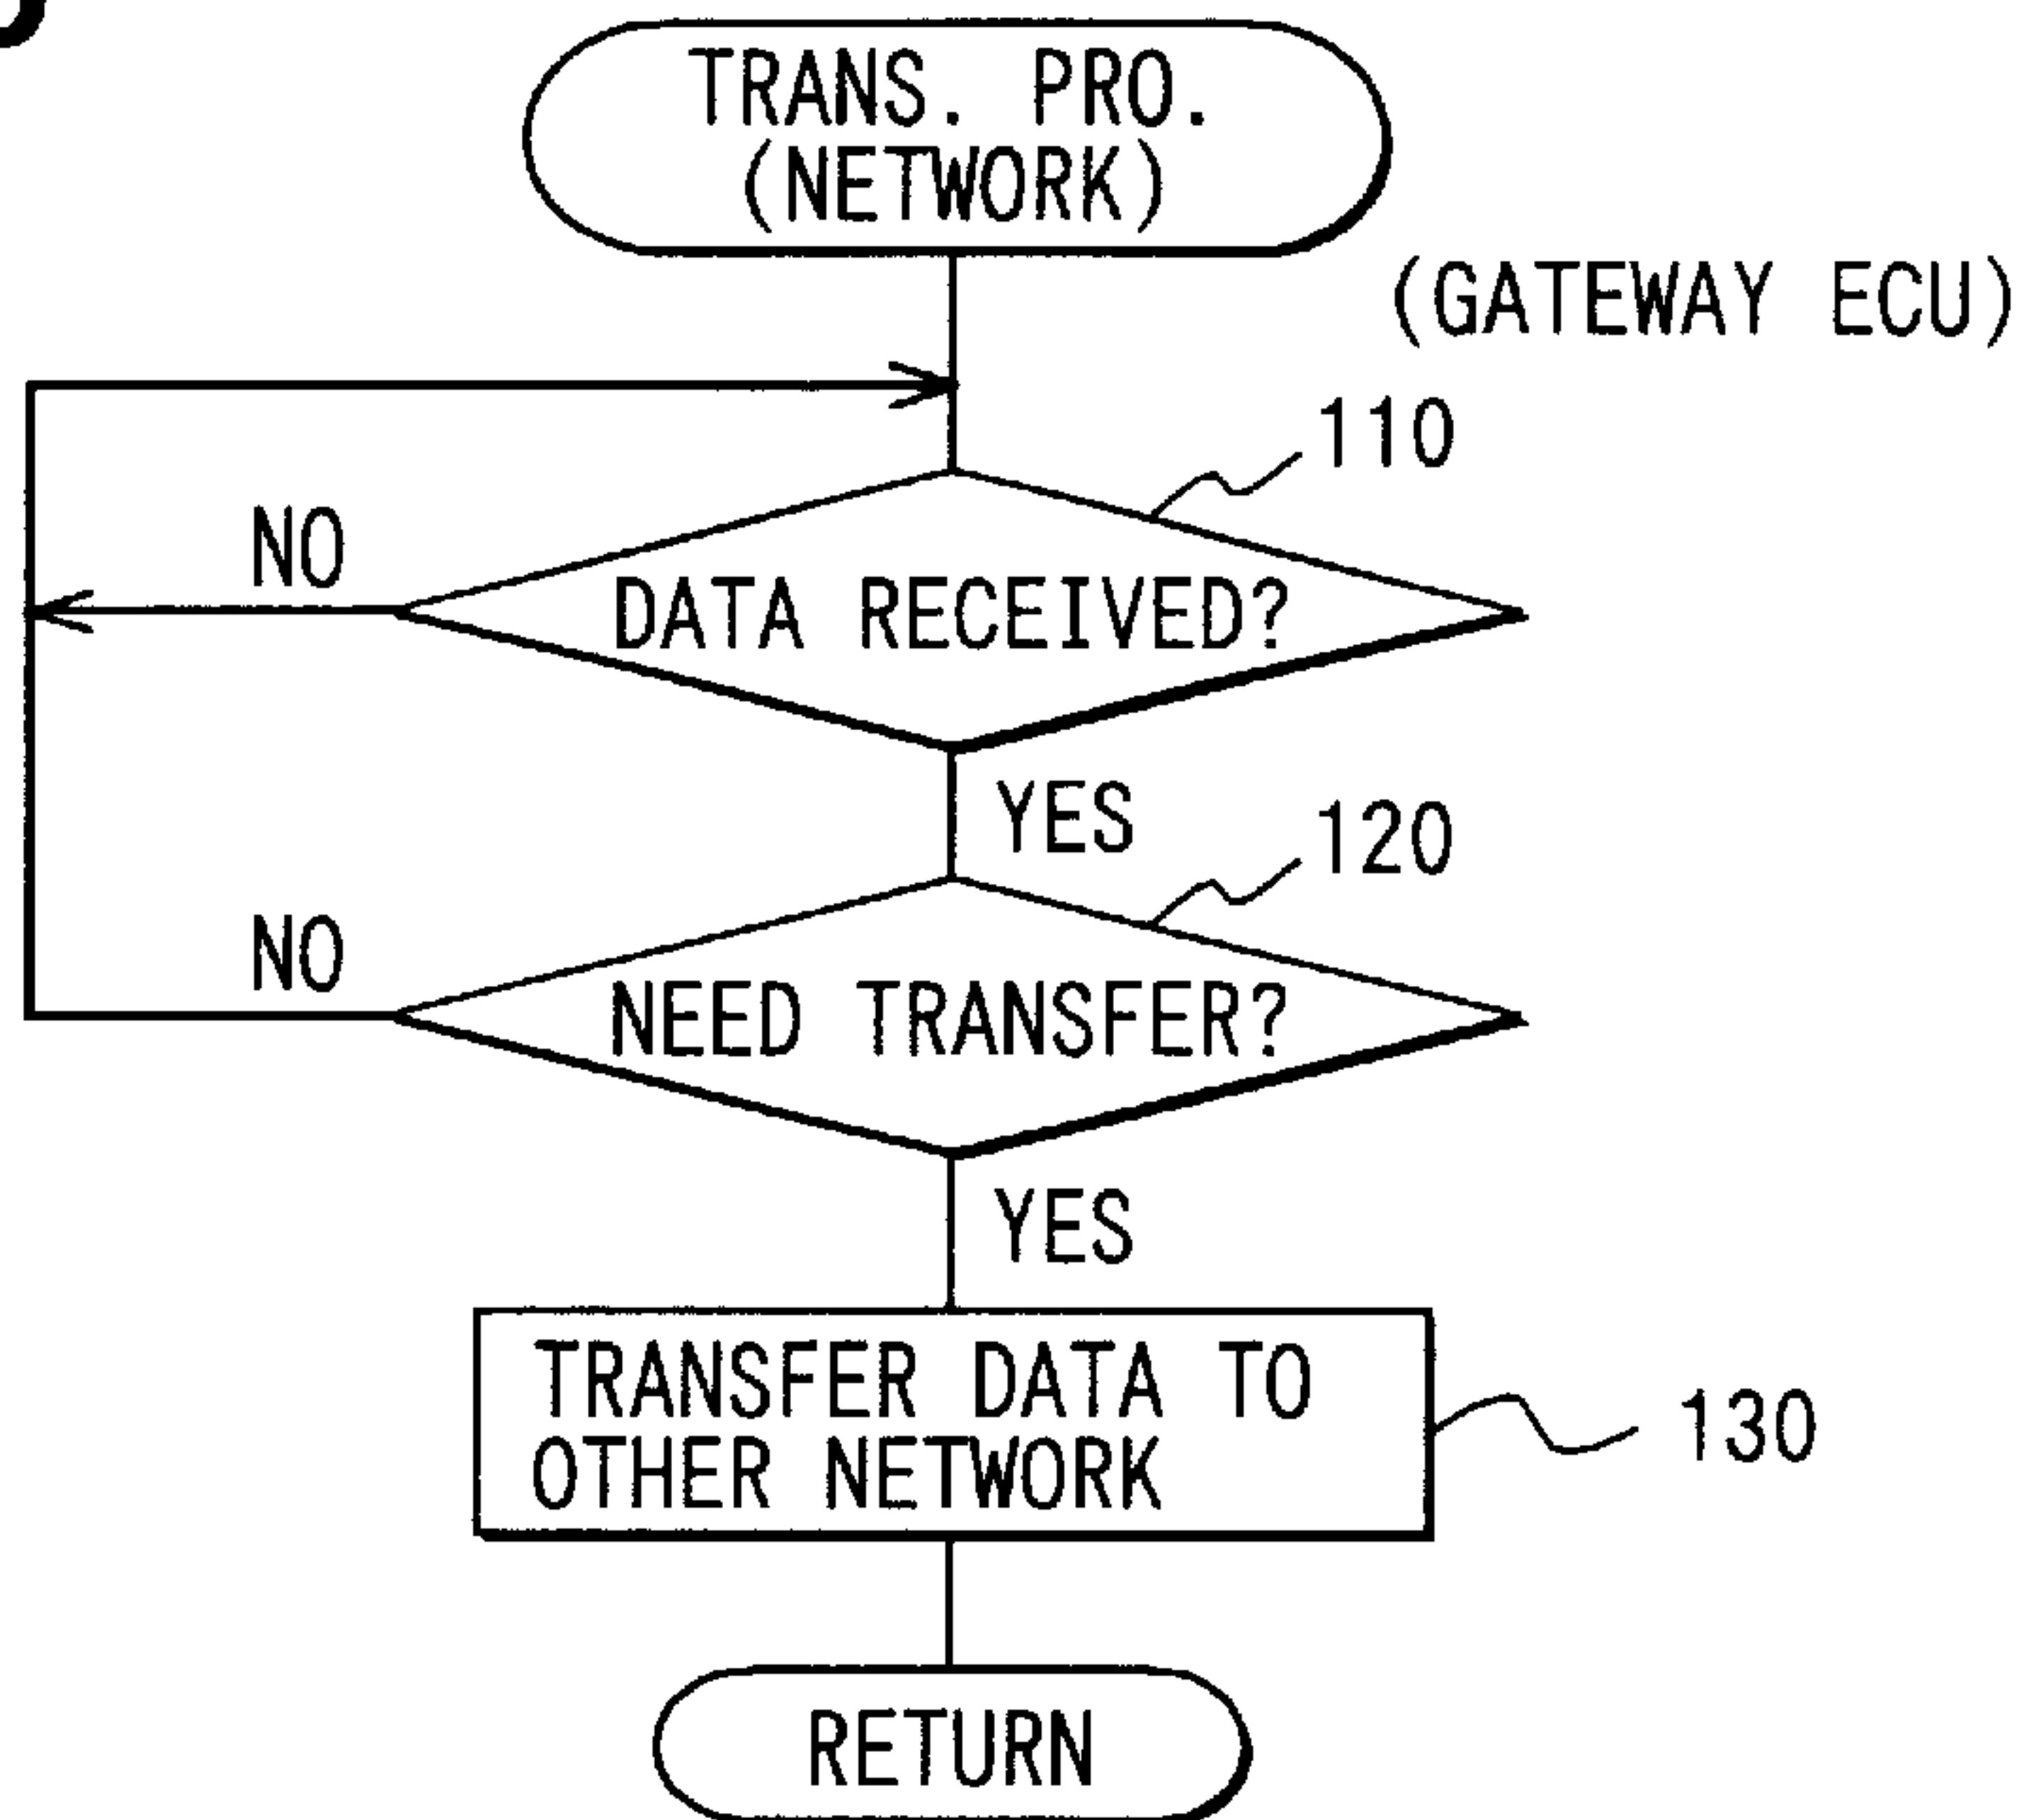 TRANS. PRO.
(NETWORK)
(GATEWAY ECU)
110
NO
DATA RECEIVED?
YES
120
NO
NEED TRANSFER?
YES
TRANSFER DATA TO
OTHER NETWORK
130
RETURN